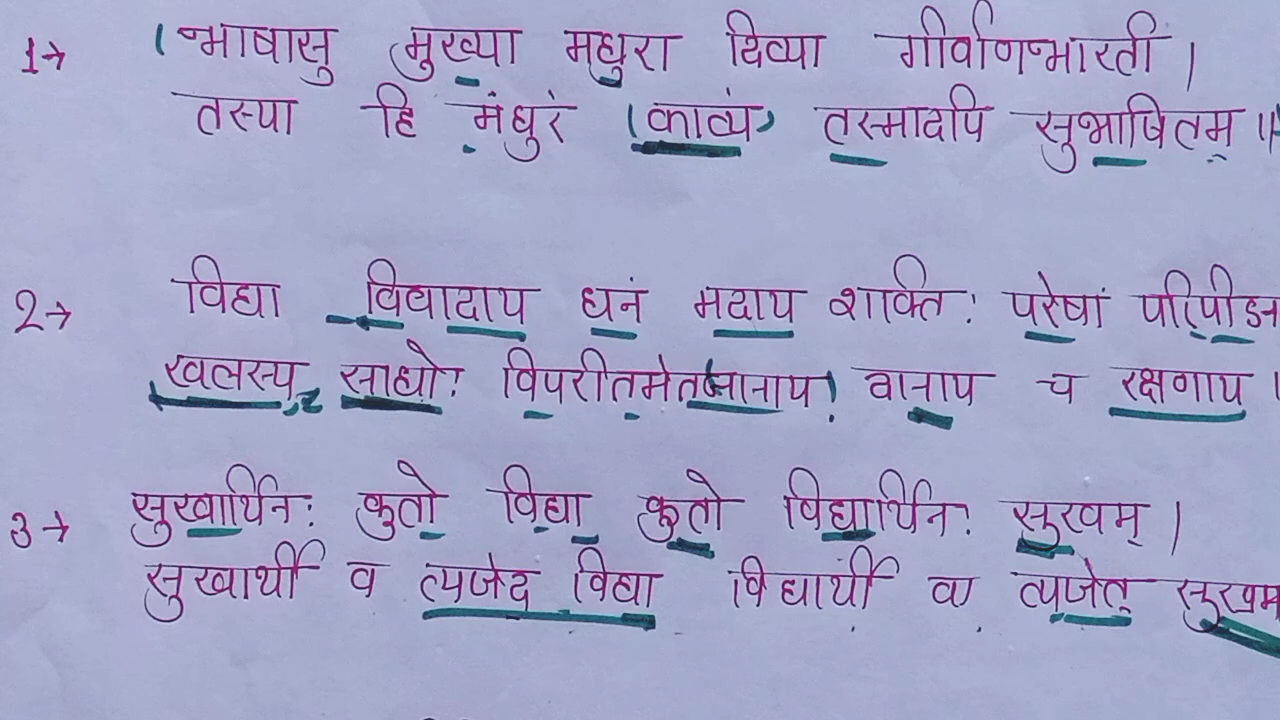 1→ भाषासु मुख्या मधुरा दिव्या गीर्वाणभारती।
तस्या हि मंधुरं काव्यं तस्मादपि सुभाषितम्॥
2→ विद्या विवादाय धनं मदाय शक्तिः परेषां परिपीडन
खलस्य साधोः विपरीतमेतज्ञानाय वानाय च रक्षणाय।
3→ सुखार्थिनः कुतो विद्या कुतो विद्यार्थिनः सुखम्।
सुखार्थी व त्यजेद विद्या विद्यार्थी वा त्यजेत् सुखम